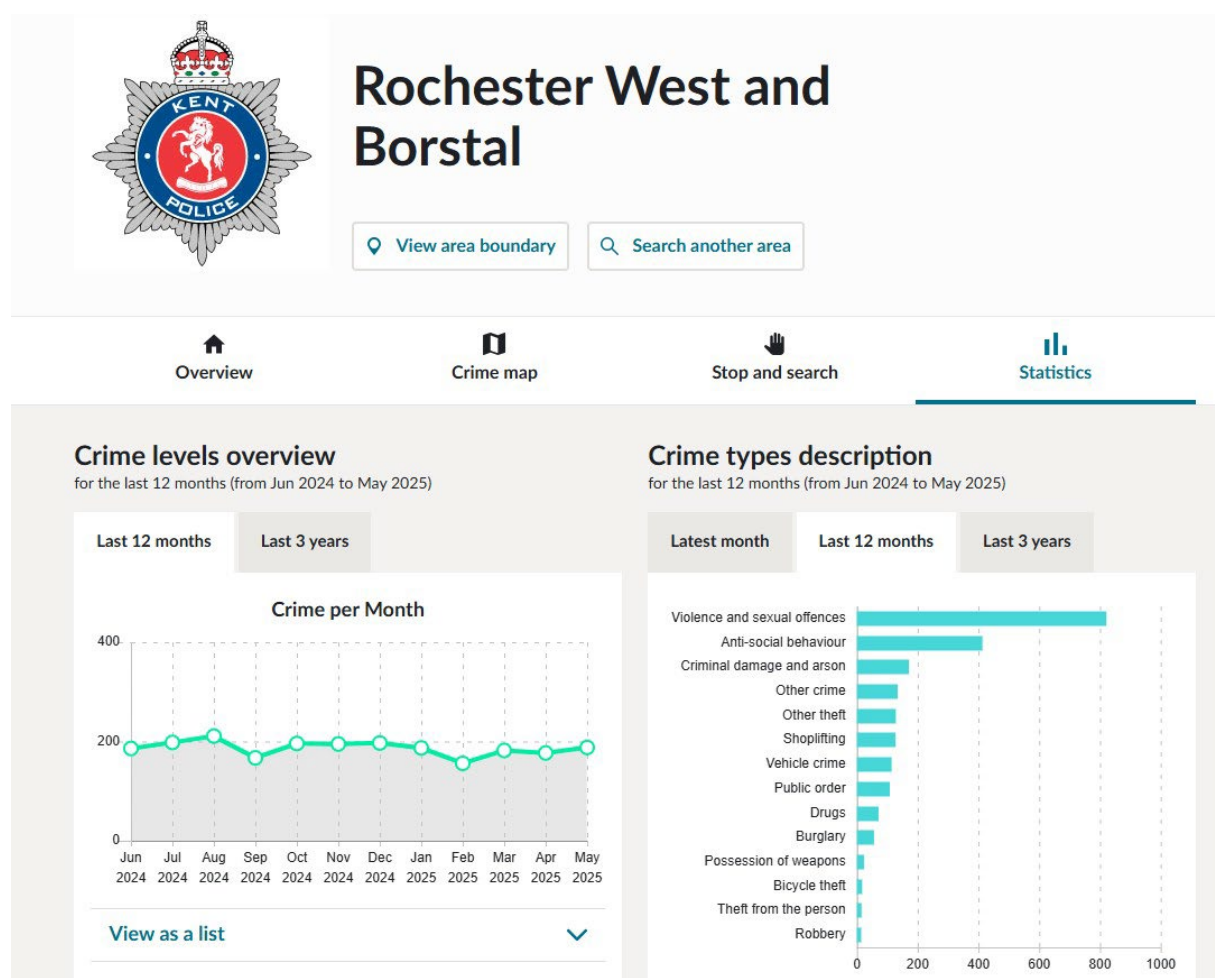 KENT
POLICE
Rochester West and
Borstal
View area boundary
Search another area
Overview
Crime map
Stop and search
Statistics
Crime levels overview
for the last 12 months (from Jun 2024 to May 2025)
Last 12 months
Last 3 years
Crime per Month
400
200
0
Jun Jul Aug Sep Oct Nov Dec Jan Feb Mar Apr May
2024 2024 2024 2024 2024 2024 2024 2025 2025 2025 2025 2025
View as a list
Crime types description
for the last 12 months (from Jun 2024 to May 2025)
Latest month
Last 12 months
Last 3 years
Violence and sexual offences
Anti-social behaviour
Criminal damage and arson
Other crime
Other theft
Shoplifting
Vehicle crime
Public order
Drugs
Burglary
Possession of weapons
Bicycle theft
Theft from the person
Robbery
0 200 400 600 800 1000